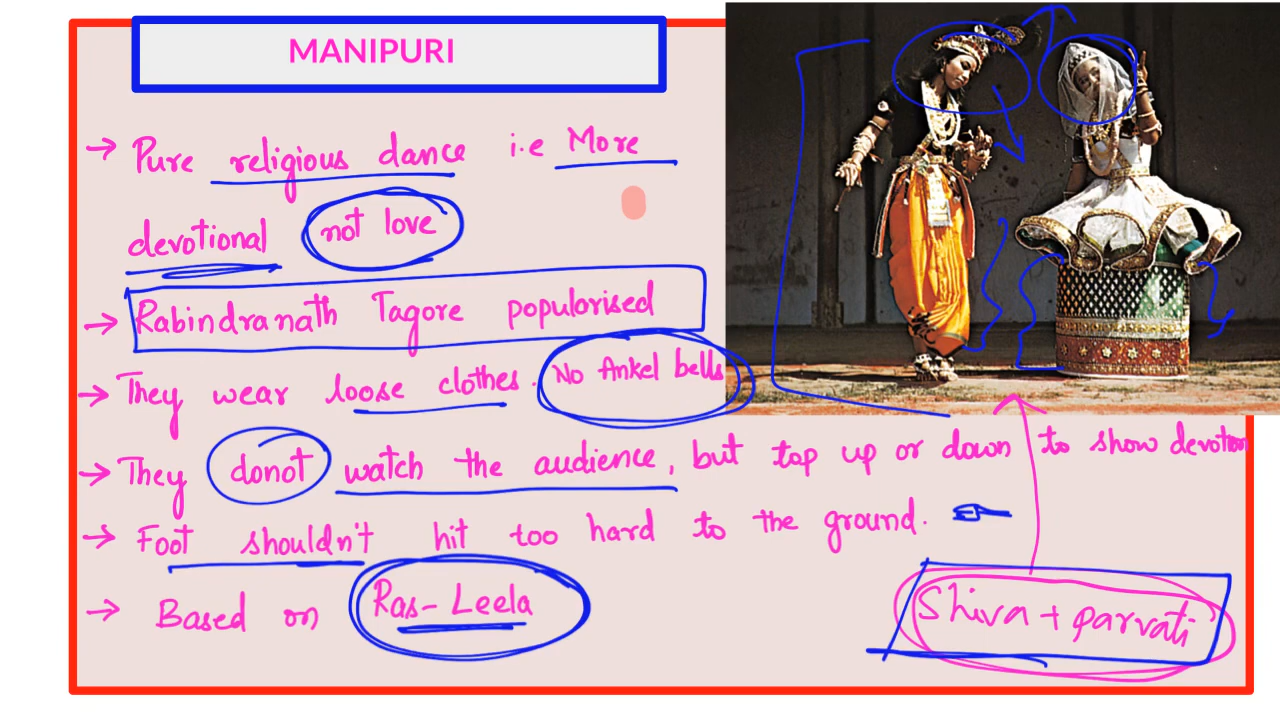 MANIPURI
→ Pure religious dance i.e More
devotional not love
→ Rabindranath Tagore popularised
→ They wear loose clothes. No Ankel bells
→ They donot watch the audience, but top up or down to show devotion
→ Foot shouldn't hit too hard to the ground.
→ Based on Ras-Leela
Shiva + parvati